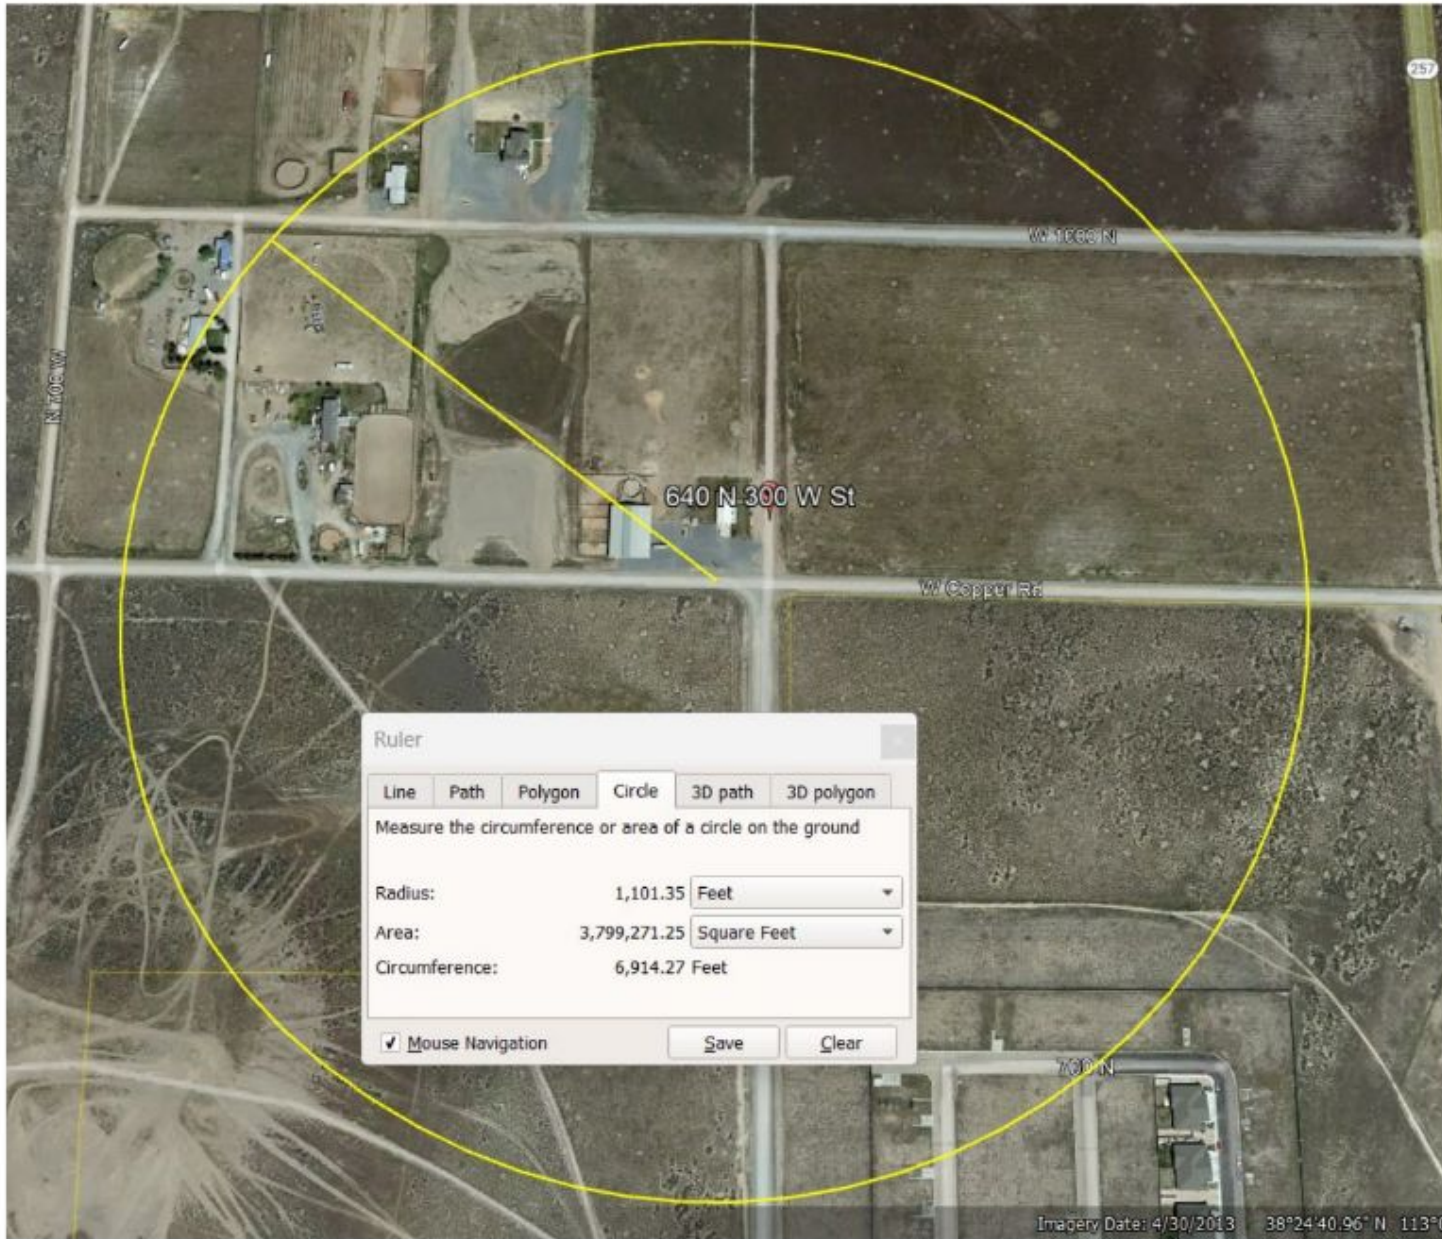 257
W 1000 N
N 700 W
640 N 300 W St
W Copper Rd
Ruler
Line Path Polygon Circle 3D path 3D polygon
Measure the circumference or area of a circle on the ground
Radius: 1,101.35 Feet
Area: 3,799,271.25 Square Feet
Circumference: 6,914.27 Feet
Mouse Navigation Save Clear
700 N
Imagery Date: 4/30/2013 38°24'40.96" N 113°